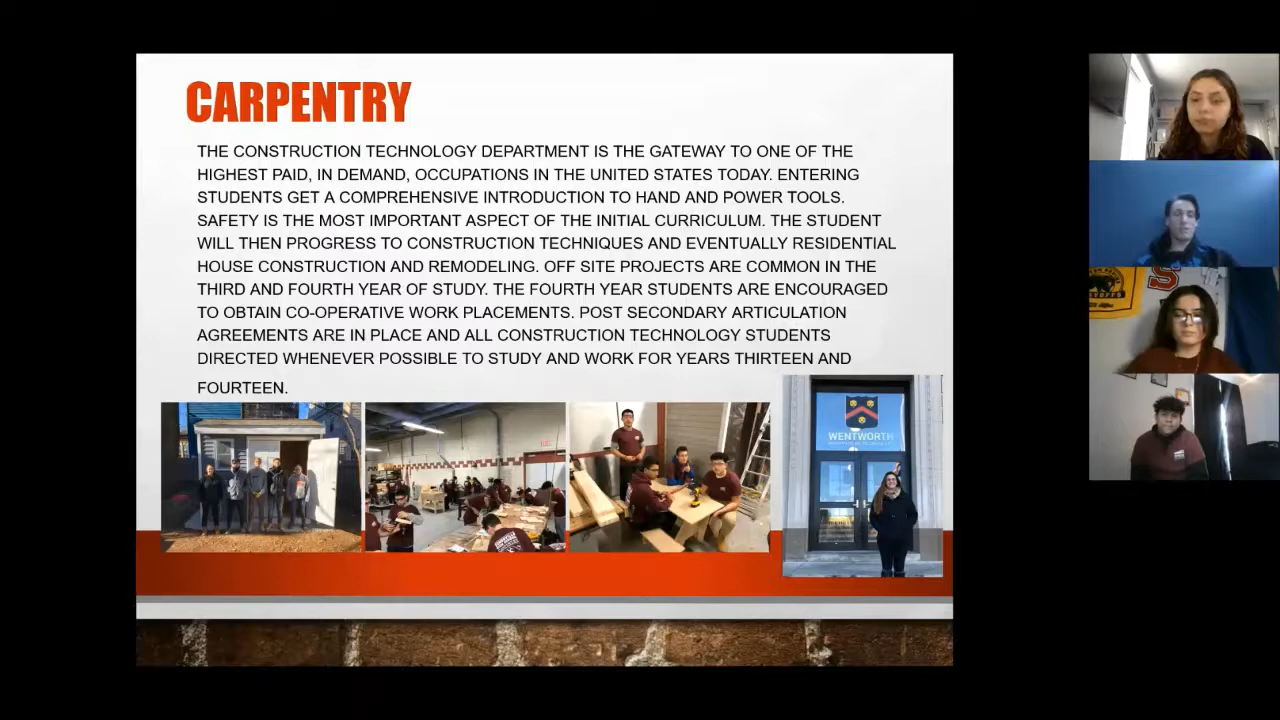 CARPENTRY
THE CONSTRUCTION TECHNOLOGY DEPARTMENT IS THE GATEWAY TO ONE OF THE
HIGHEST PAID, IN DEMAND, OCCUPATIONS IN THE UNITED STATES TODAY. ENTERING
STUDENTS GET A COMPREHENSIVE INTRODUCTION TO HAND AND POWER TOOLS.
SAFETY IS THE MOST IMPORTANT ASPECT OF THE INITIAL CURRICULUM. THE STUDENT
WILL THEN PROGRESS TO CONSTRUCTION TECHNIQUES AND EVENTUALLY RESIDENTIAL
HOUSE CONSTRUCTION AND REMODELING. OFF SITE PROJECTS ARE COMMON IN THE
THIRD AND FOURTH YEAR OF STUDY. THE FOURTH YEAR STUDENTS ARE ENCOURAGED
TO OBTAIN CO-OPERATIVE WORK PLACEMENTS. POST SECONDARY ARTICULATION
AGREEMENTS ARE IN PLACE AND ALL CONSTRUCTION TECHNOLOGY STUDENTS
DIRECTED WHENEVER POSSIBLE TO STUDY AND WORK FOR YEARS THIRTEEN AND
FOURTEEN.
WENTWORTH
S